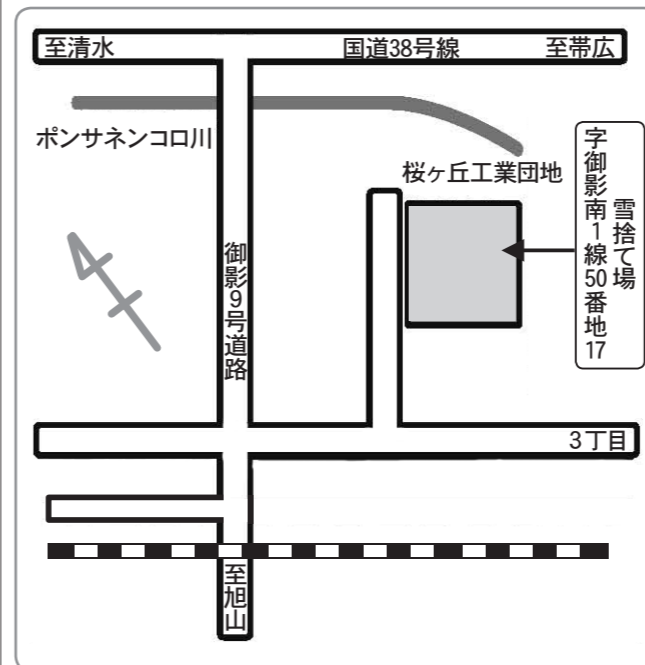 至清水
国道38号線
至帯広
ポンサネンコロ川
桜ヶ丘工業団地
雪捨て場
字御影南1線50番地17
御影9号道路
3丁目
至旭山